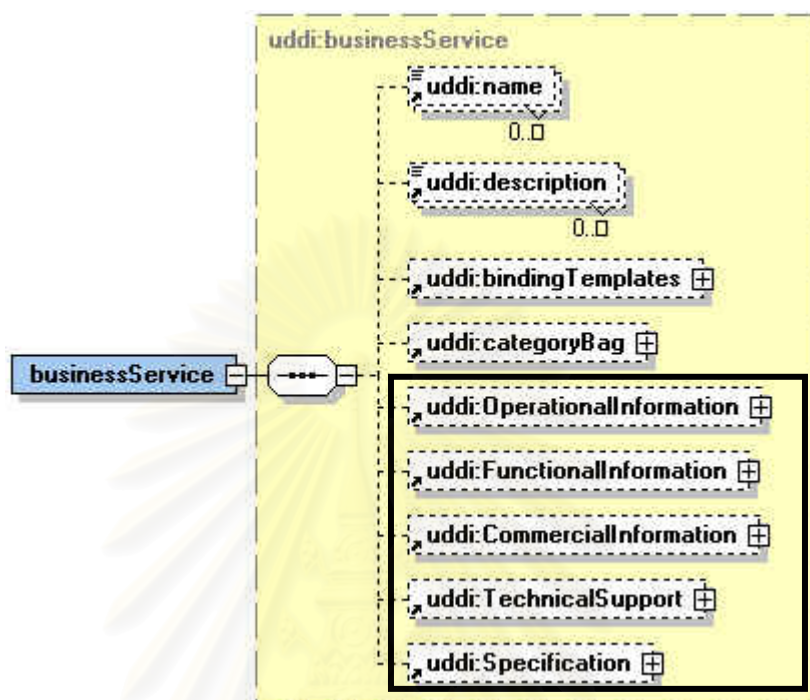 uddi:businessService
uddi:name
0..□
uddi:description
0..□
uddi:bindingTemplates
uddi:categoryBag
businessService
uddi:OperationalInformation
uddi:FunctionalInformation
uddi:CommercialInformation
uddi:TechnicalSupport
uddi:Specification